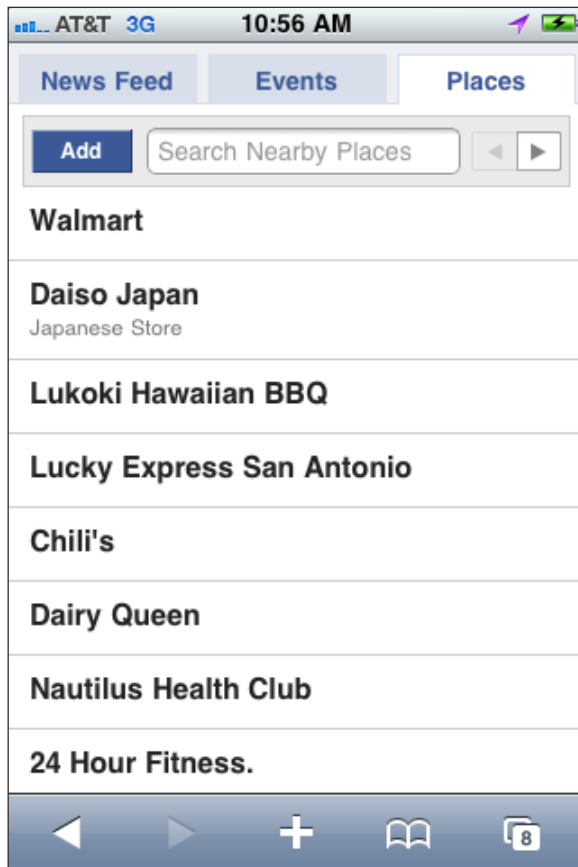 AT&T 3G 10:56 AM
News Feed Events Places
Add Search Nearby Places
Walmart
Daiso Japan
Japanese Store
Lukoki Hawaiian BBQ
Lucky Express San Antonio
Chili's
Dairy Queen
Nautilus Health Club
24 Hour Fitness.
8